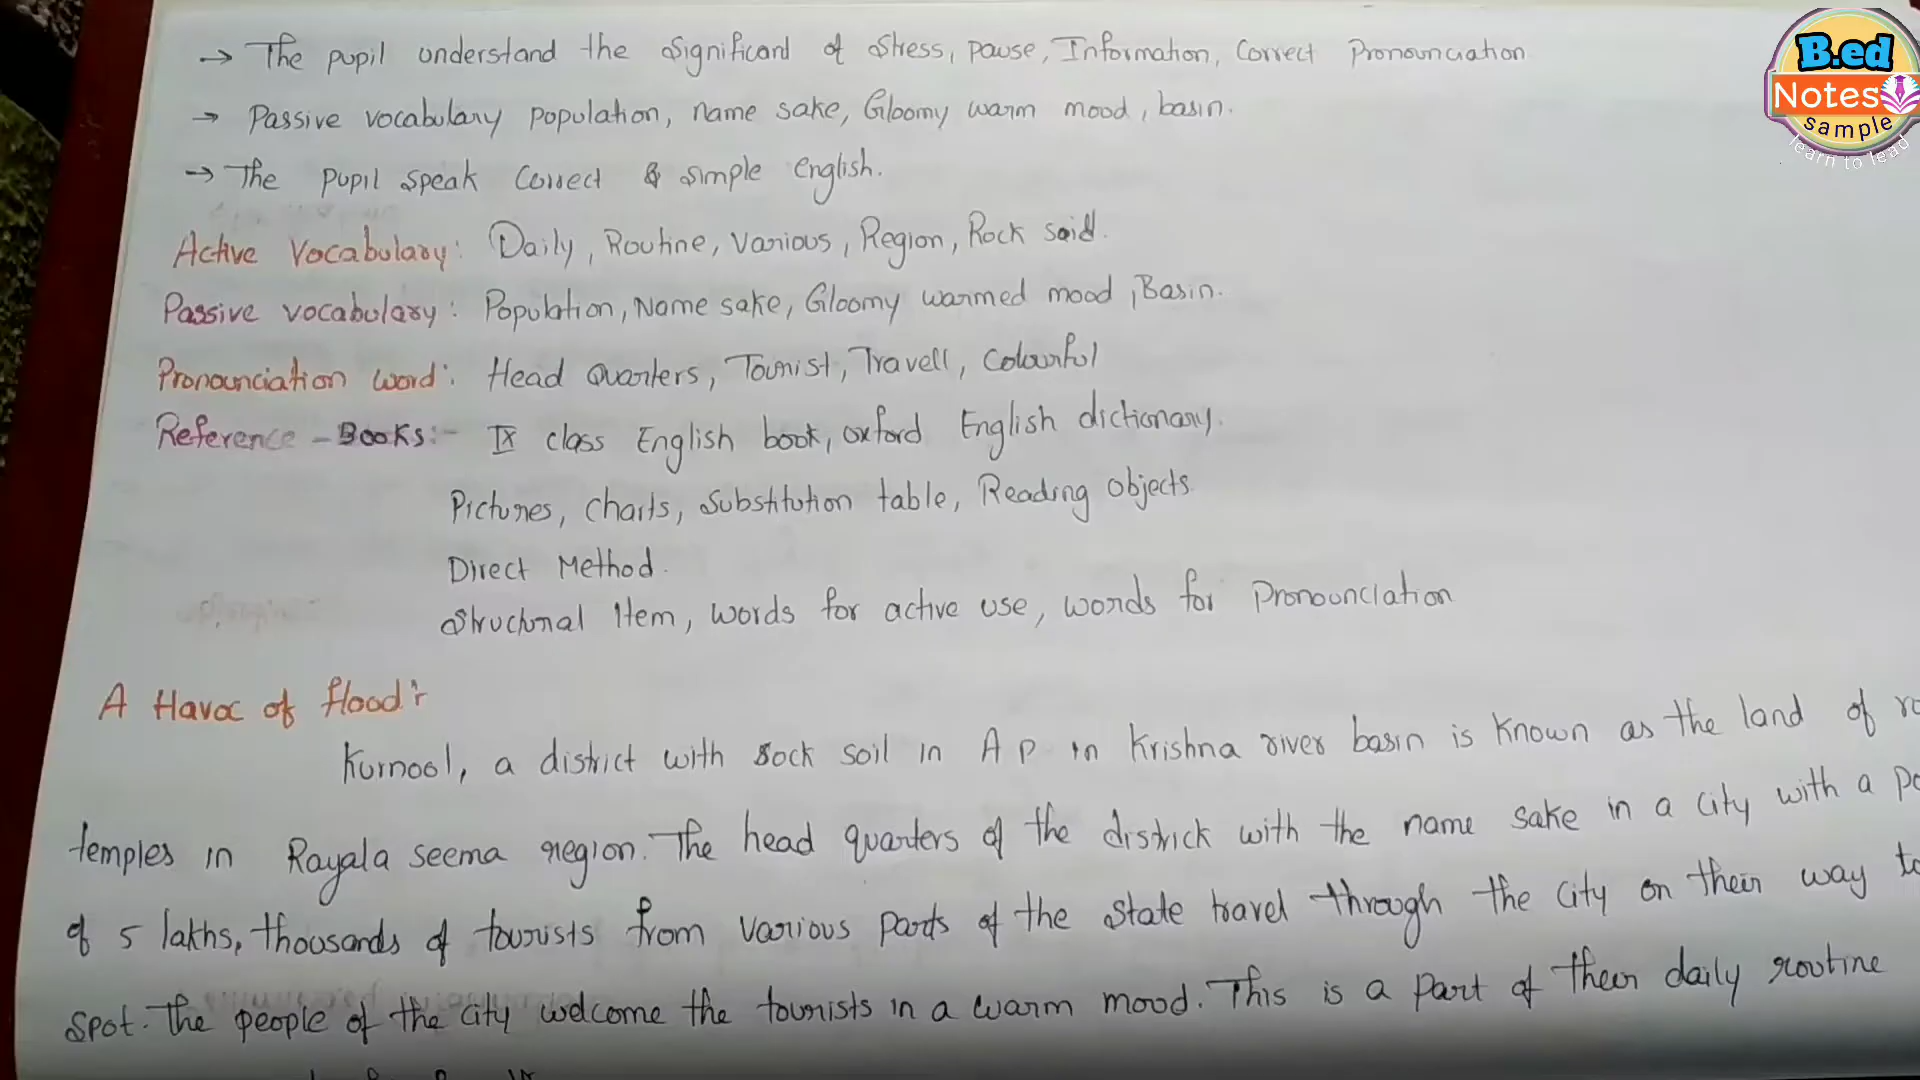 → The pupil understand the Significand of Stress, pause, Information, Correct Pronounciation
→ Passive vocabulary population, name sake, Gloomy warm mood, basin.
→ The Pupil Speak Correct & simple english.
Active Vocabulary: Daily, Routine, Various, Region, Rock soid.
Passive vocabulary: Population, Name sake, Gloomy warmed mood, Basin.
Pronounciation word: Head Quarters, Tourist, Travell, Colourful
Reference - Books:- IX class English book, oxford English dictionary.
Pictures, charts, Substitution table, Reading objects.
Direct Method.
Structural Item, words for active use, words for Pronounciation
A Havoc of flood:-
Kurnool, a district with Rock soil in A P in Krishna river basin is known as the land of
temples in Rayala seema region. The head quarters of the districk with the name sake in a city with a
of 5 lakhs, thousands of tourists from various parts of the state travel through the city on their way
spot. The people of the city welcome the tourists in a warm mood. This is a part of their daily routine
B.ed
Notes
sample
learn to lead